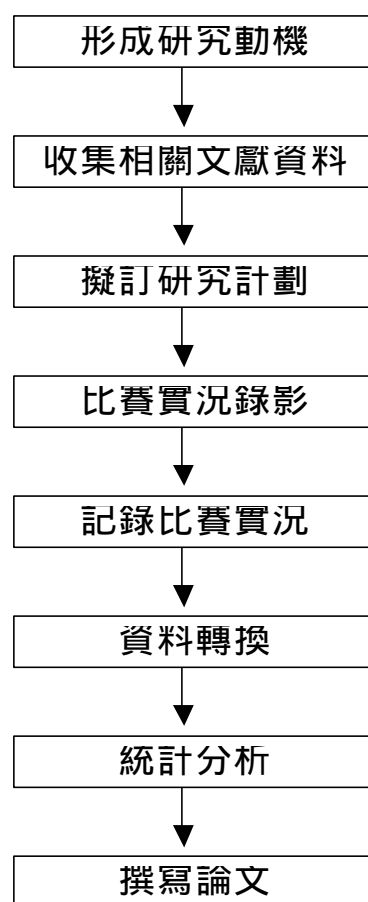 形成研究動機
收集相關文獻資料
擬訂研究計劃
比賽實況錄影
記錄比賽實況
資料轉換
統計分析
撰寫論文